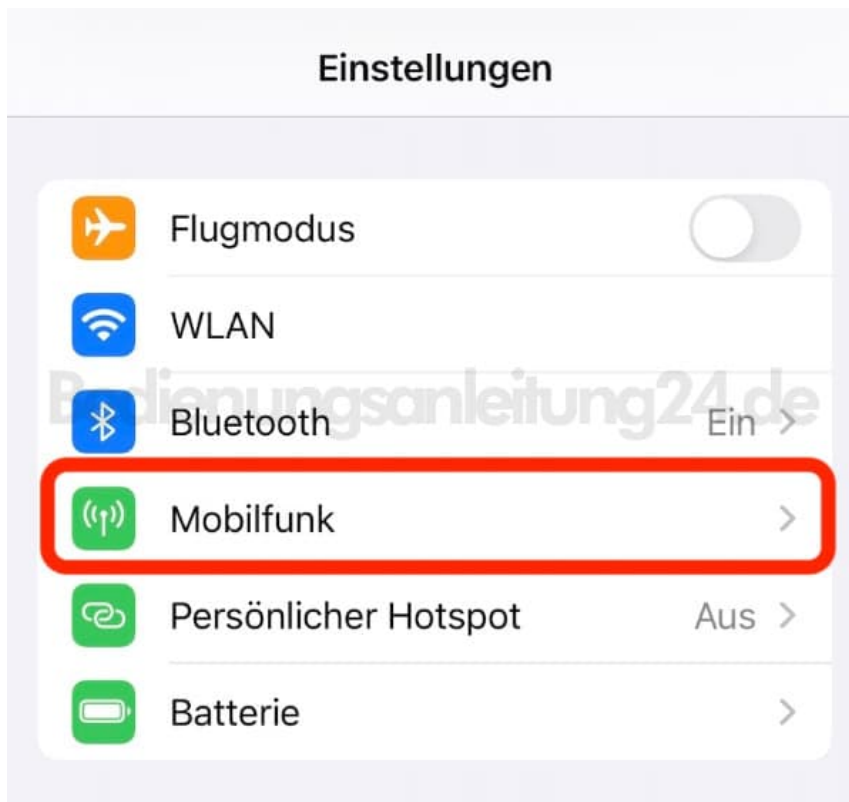 Einstellungen
Flugmodus
WLAN
Bedienungsanleitung24.de
Bluetooth Ein
Mobilfunk
Persönlicher Hotspot Aus
Batterie